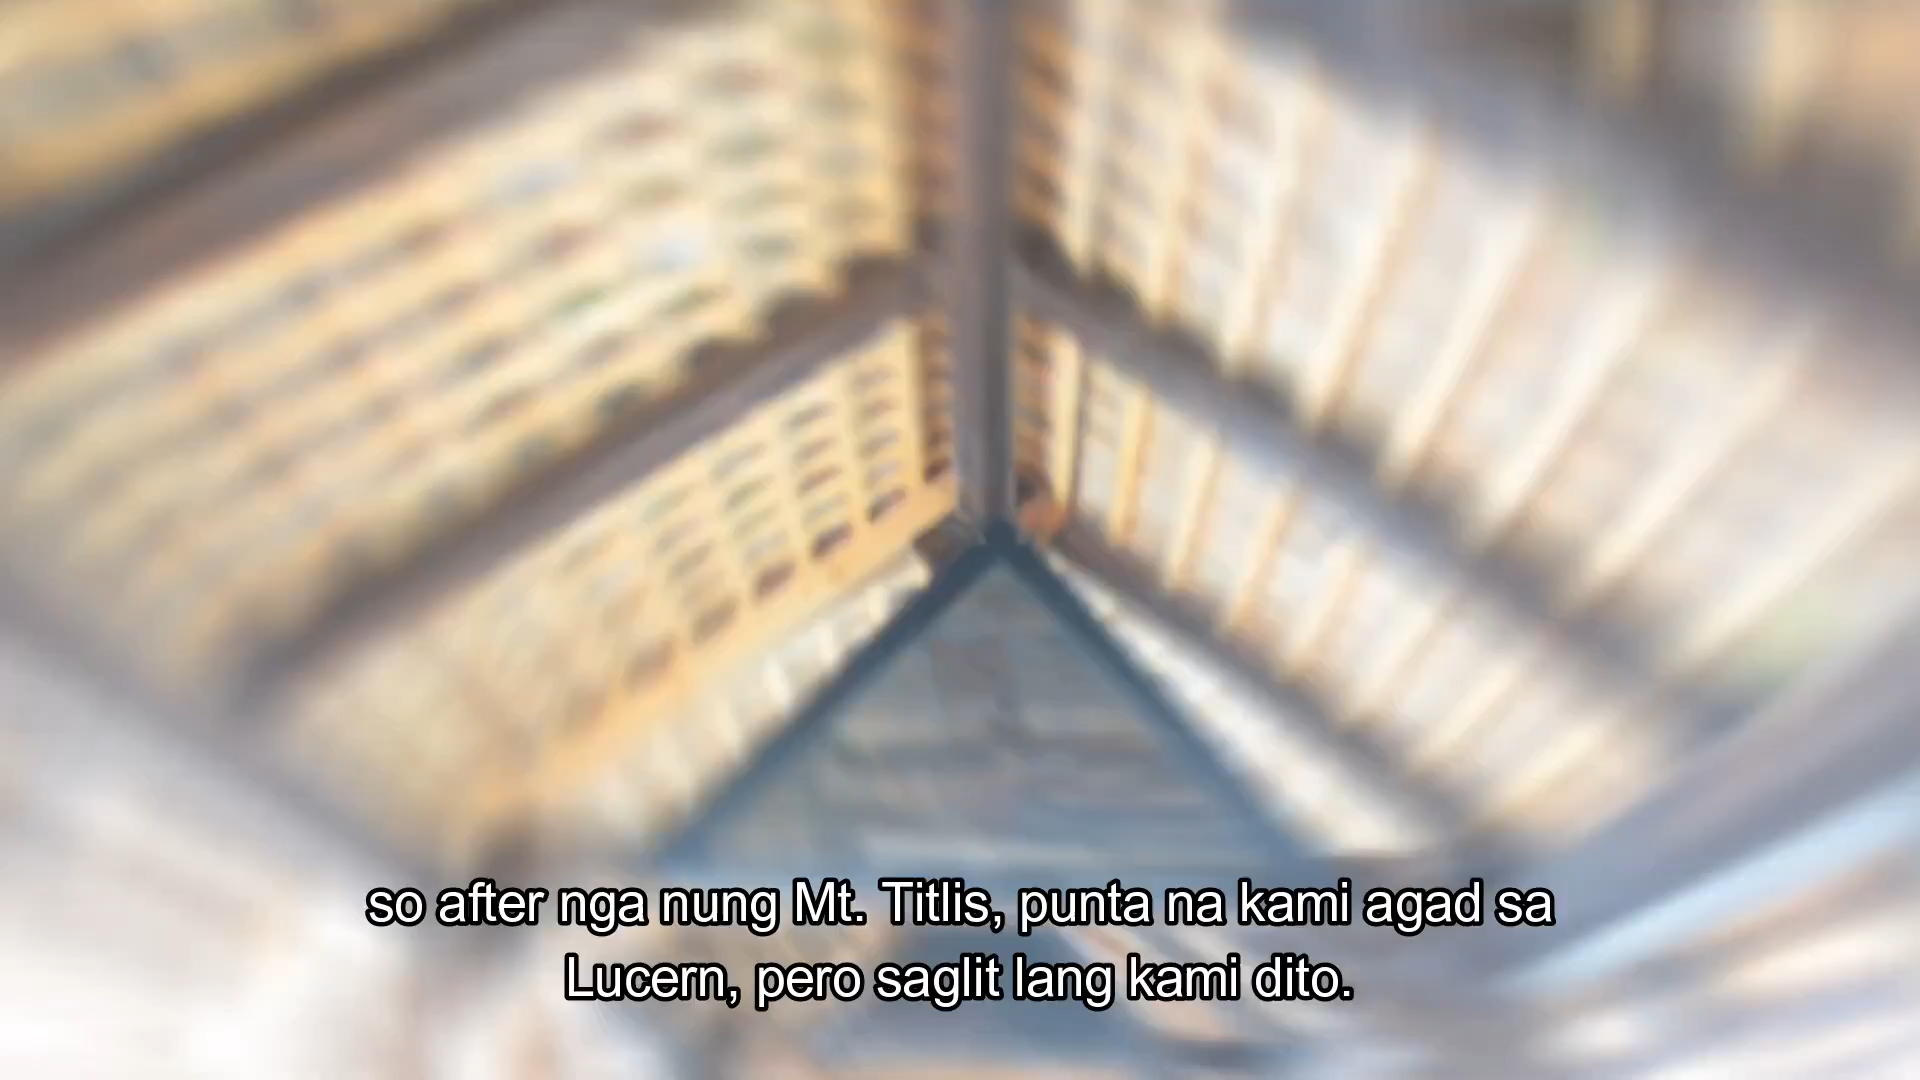 so after nga nung Mt. Titlis, punta na kami agad sa
Lucern, pero saglit lang kami dito.